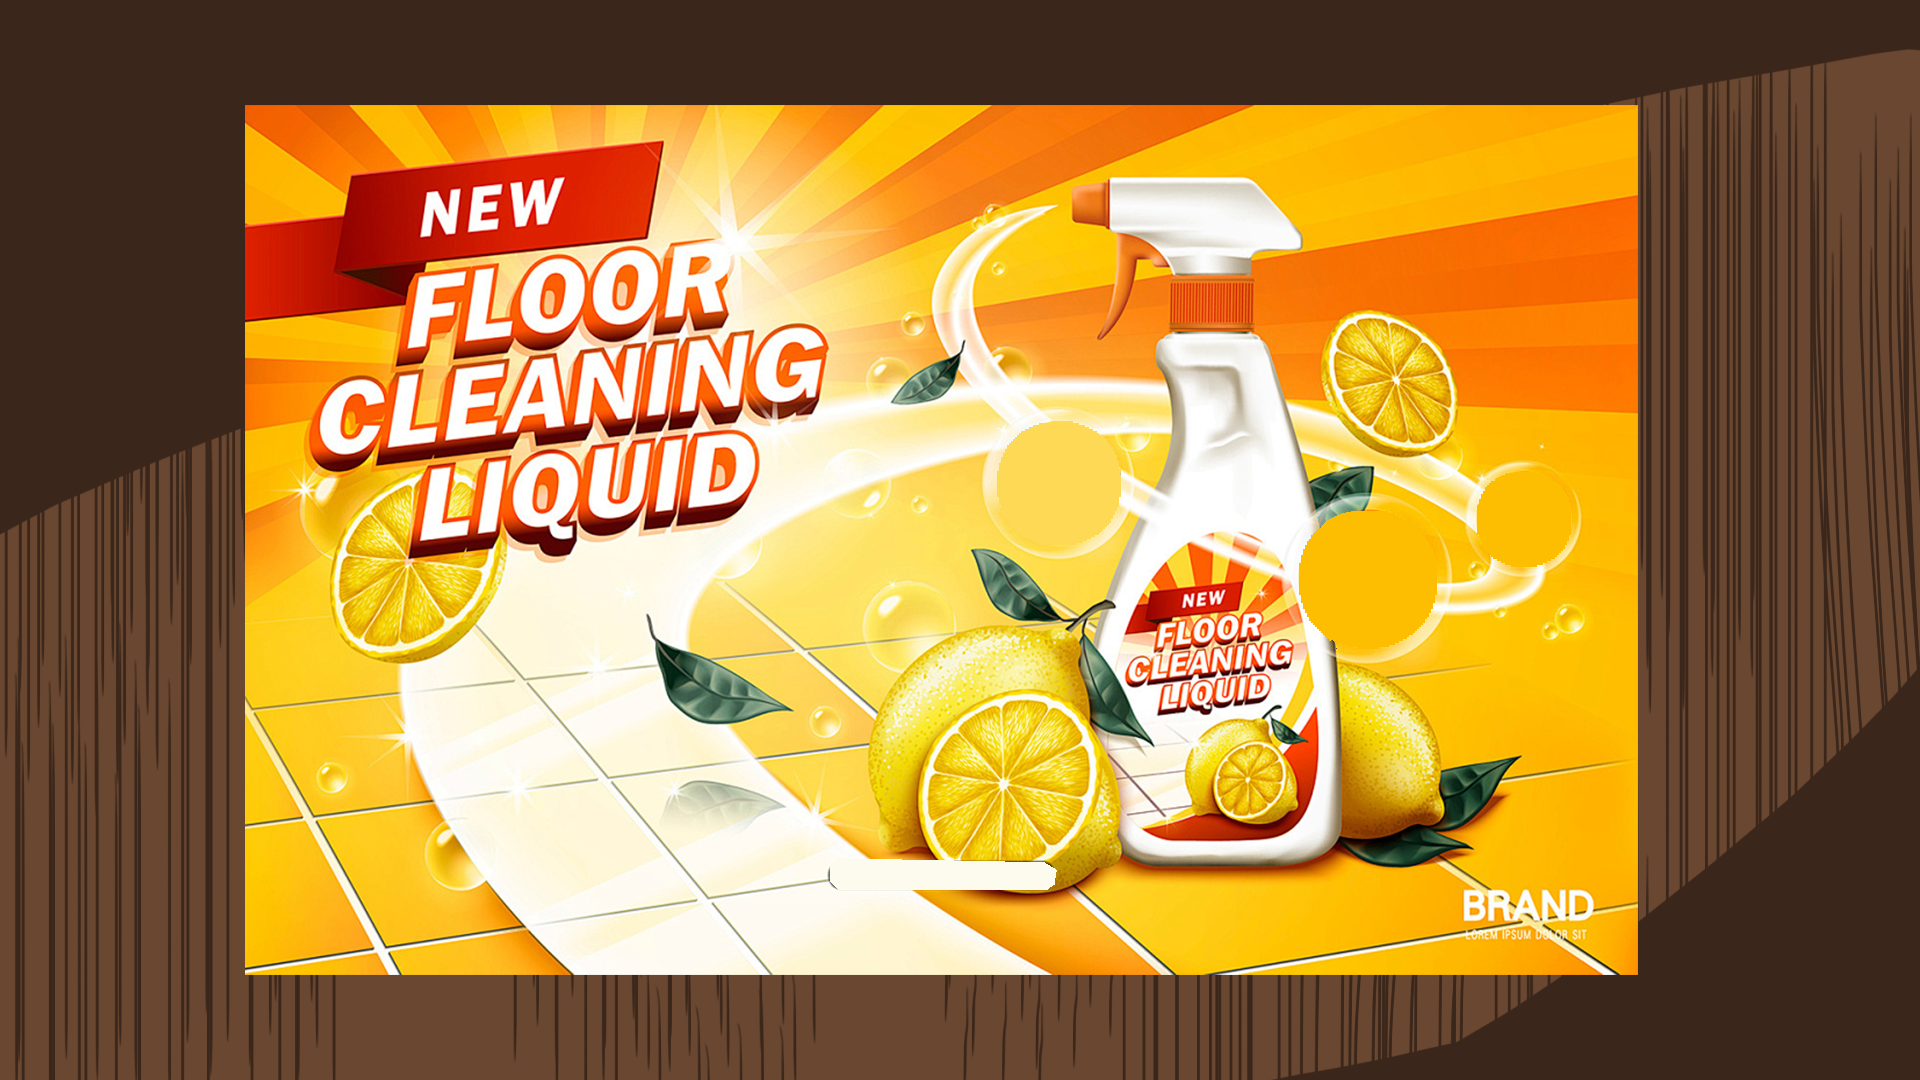 NEW
FLOOR
CLEANING
LIQUID
NEW
FLOOR
CLEANING
LIQUID
BRAND
LOREM IPSUM DOLOR SIT